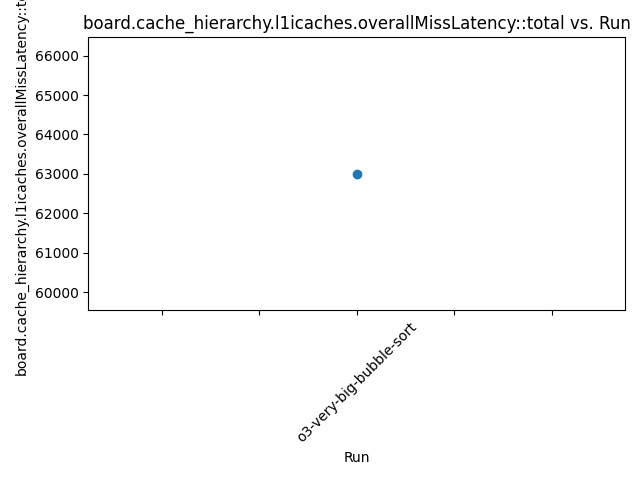 board.cache_hierarchy.l1icaches.overallMissLatency::total vs. Run
board.cache_hierarchy.l1icaches.overallMissLatency::to
66000
65000
64000
63000
62000
61000
60000
o3-very-big-bubble-sort
Run